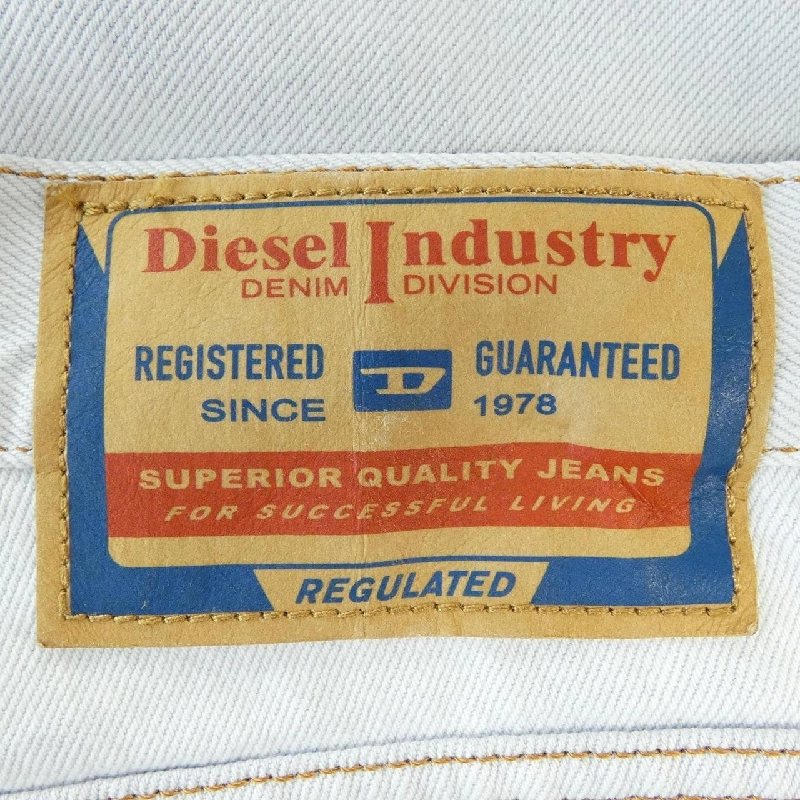 Diesel Industry
DENIM DIVISION
REGISTERED D GUARANTEED
SINCE 1978
SUPERIOR QUALITY JEANS
FOR SUCCESSFUL LIVING
REGULATED